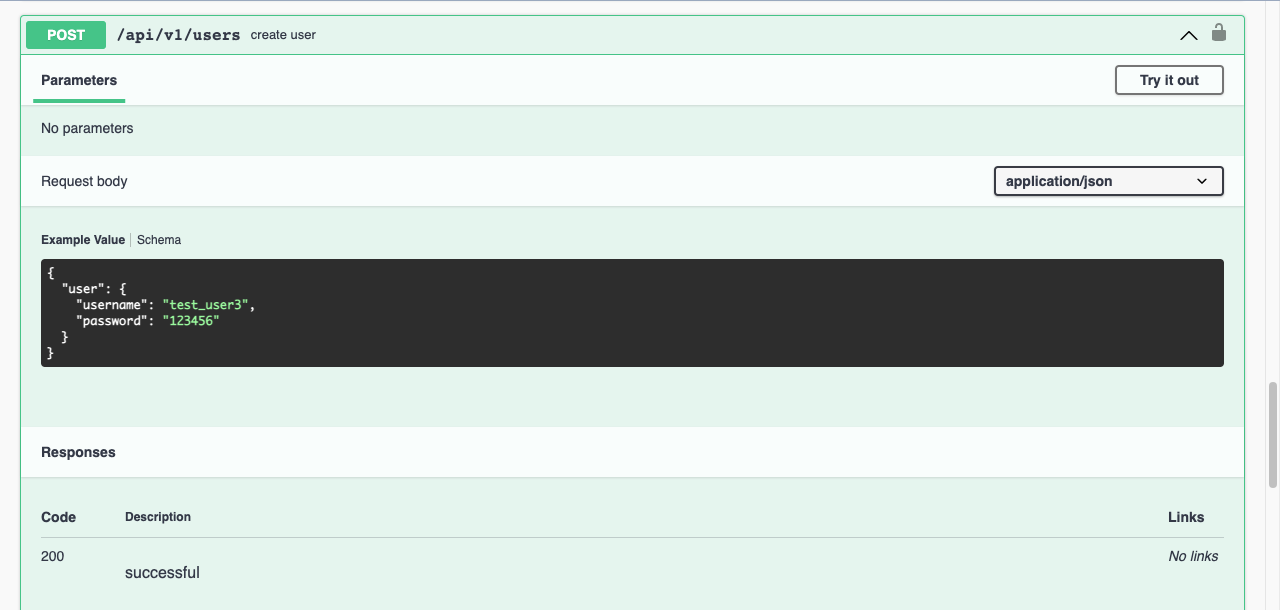 POST /api/v1/users create user
Parameters Try it out
No parameters
Request body application/json
Example Value Schema
{
  "user": {
    "username": "test_user3",
    "password": "123456"
  }
}
Responses
Code Description Links
200 No links
successful